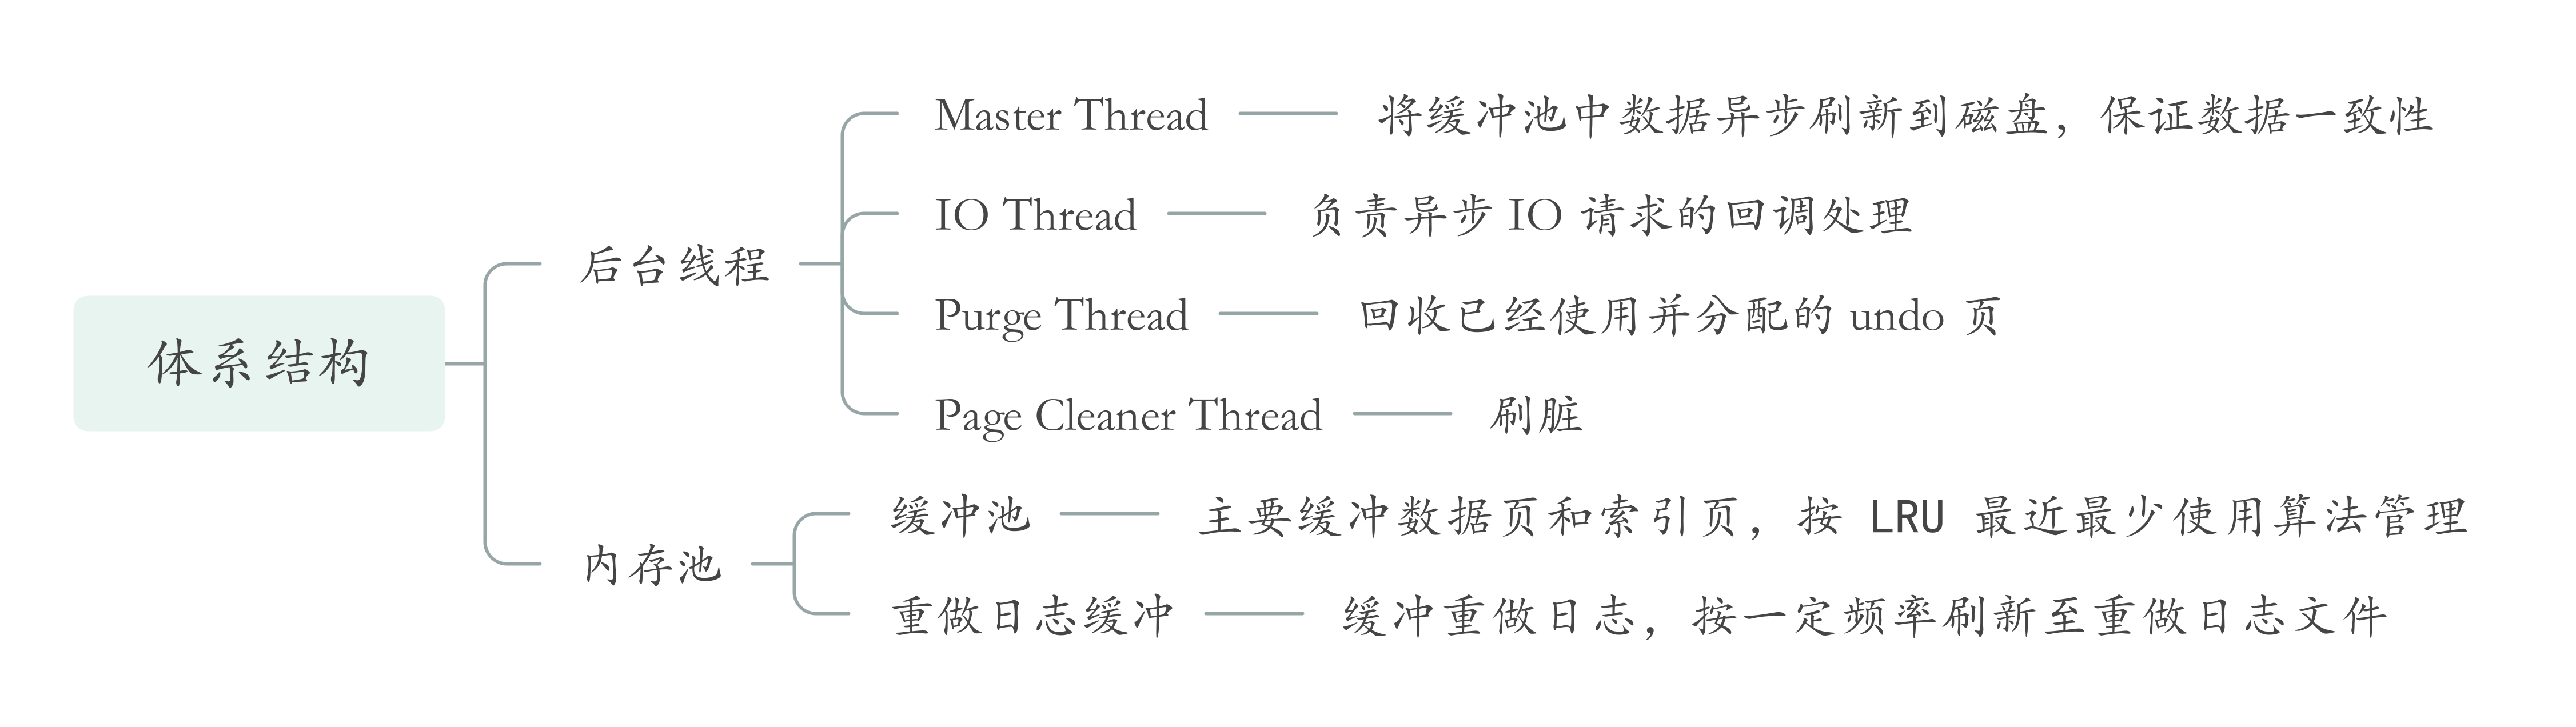 体系结构
后台线程
Master Thread
将缓冲池中数据异步刷新到磁盘，保证数据一致性
IO Thread
负责异步 IO 请求的回调处理
Purge Thread
回收已经使用并分配的 undo 页
Page Cleaner Thread
刷脏
内存池
缓冲池
主要缓冲数据页和索引页，按 LRU 最近最少使用算法管理
重做日志缓冲
缓冲重做日志，按一定频率刷新至重做日志文件